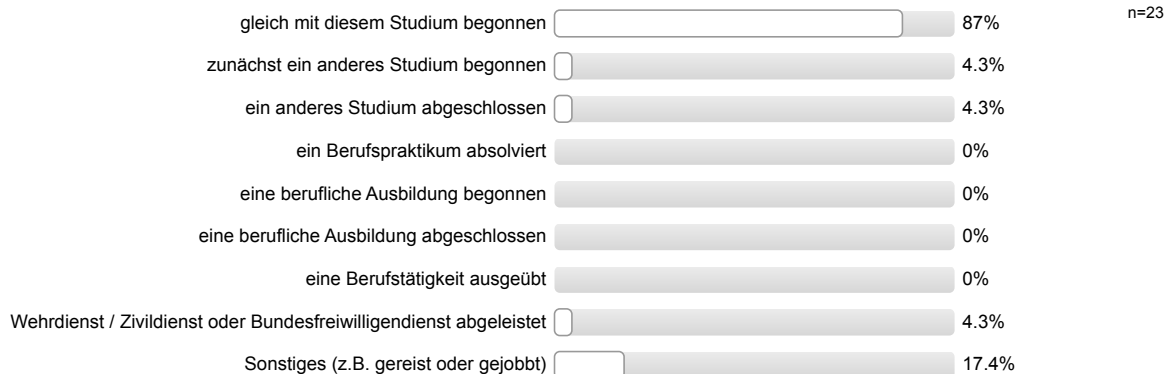 gleich mit diesem Studium begonnen 87% n=23
zunächst ein anderes Studium begonnen 4.3%
ein anderes Studium abgeschlossen 4.3%
ein Berufspraktikum absolviert 0%
eine berufliche Ausbildung begonnen 0%
eine berufliche Ausbildung abgeschlossen 0%
eine Berufstätigkeit ausgeübt 0%
Wehrdienst / Zivildienst oder Bundesfreiwilligendienst abgeleistet 4.3%
Sonstiges (z.B. gereist oder gejobbt) 17.4%